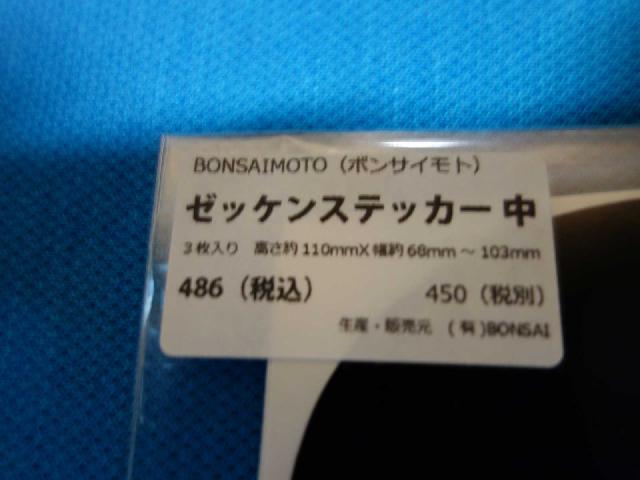 BONSAIMOTO（ボンサイモト）
ゼッケンステッカー 中
3枚入り 高さ約110mmX幅約68mm～103mm
486（税込） 450（税別）
生産・販売元 （有）BONSAI